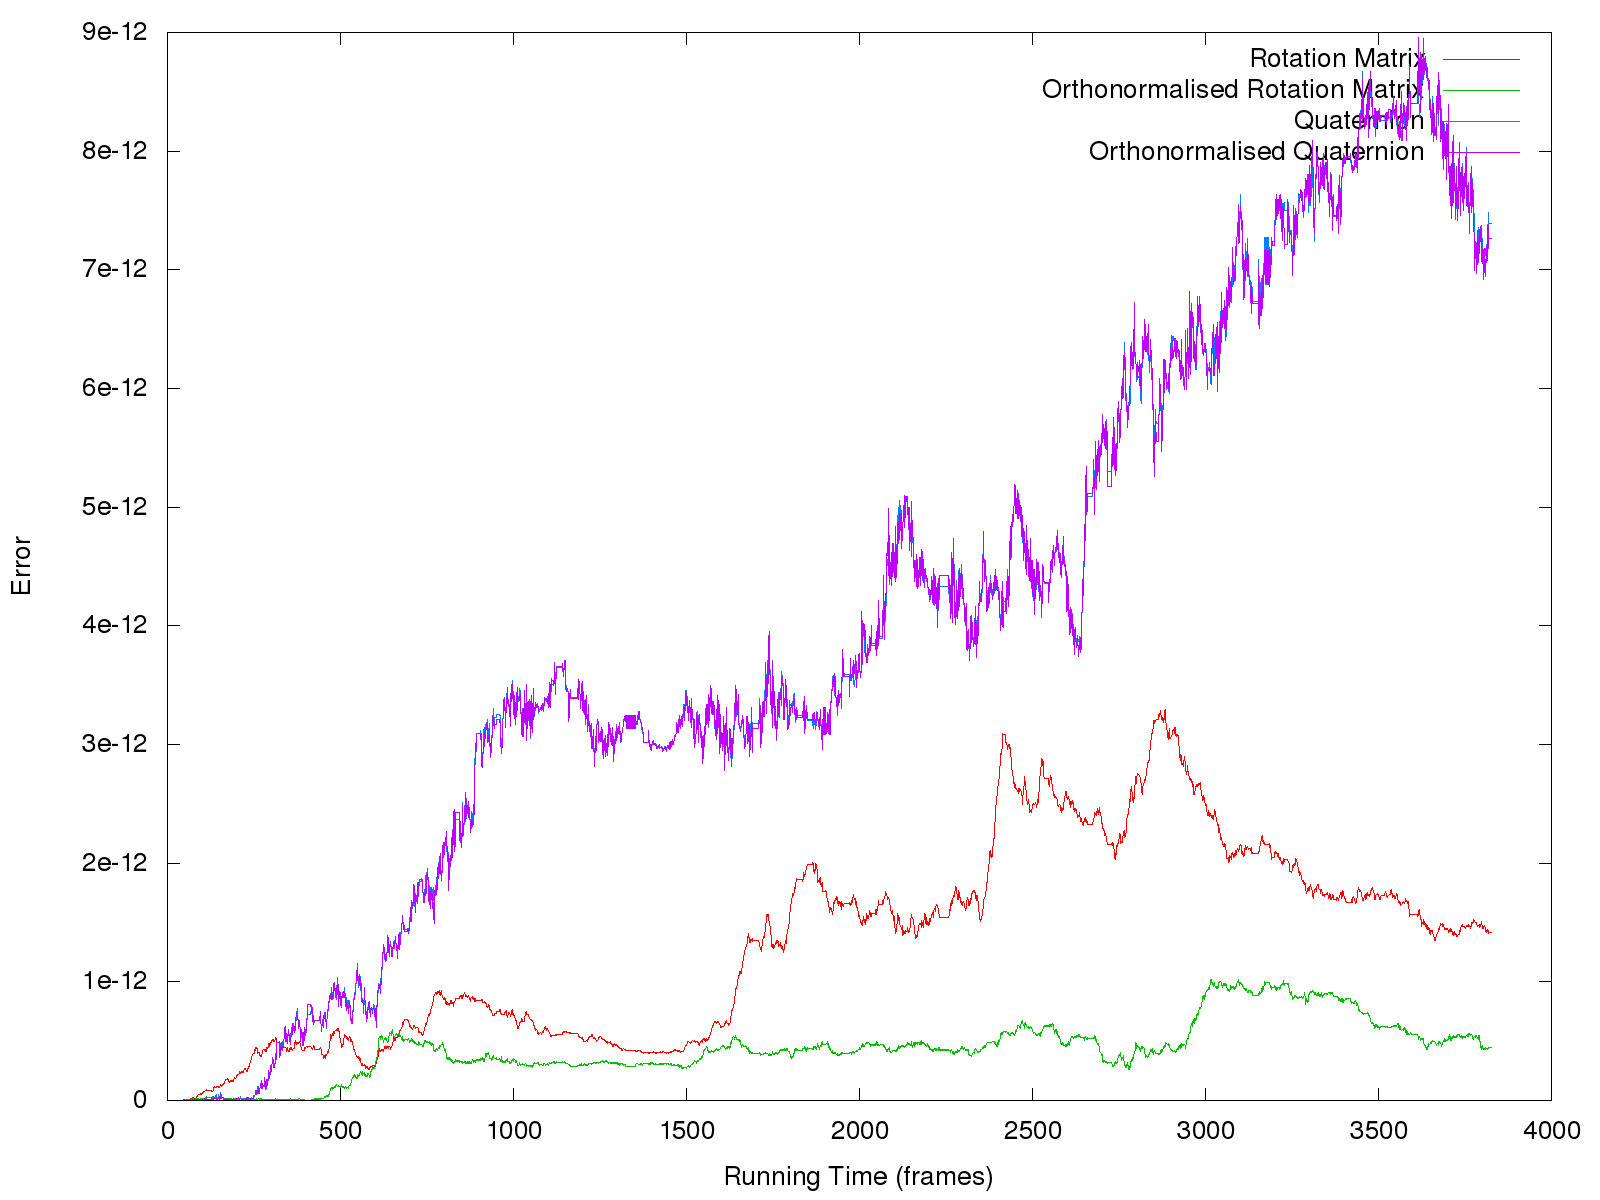 9e-12
8e-12
7e-12
6e-12
5e-12
4e-12
3e-12
2e-12
1e-12
0
Error
Rotation Matrix
Orthonormalised Rotation Matrix
Quaternion
Orthonormalised Quaternion
0 500 1000 1500 2000 2500 3000 3500 4000
Running Time (frames)